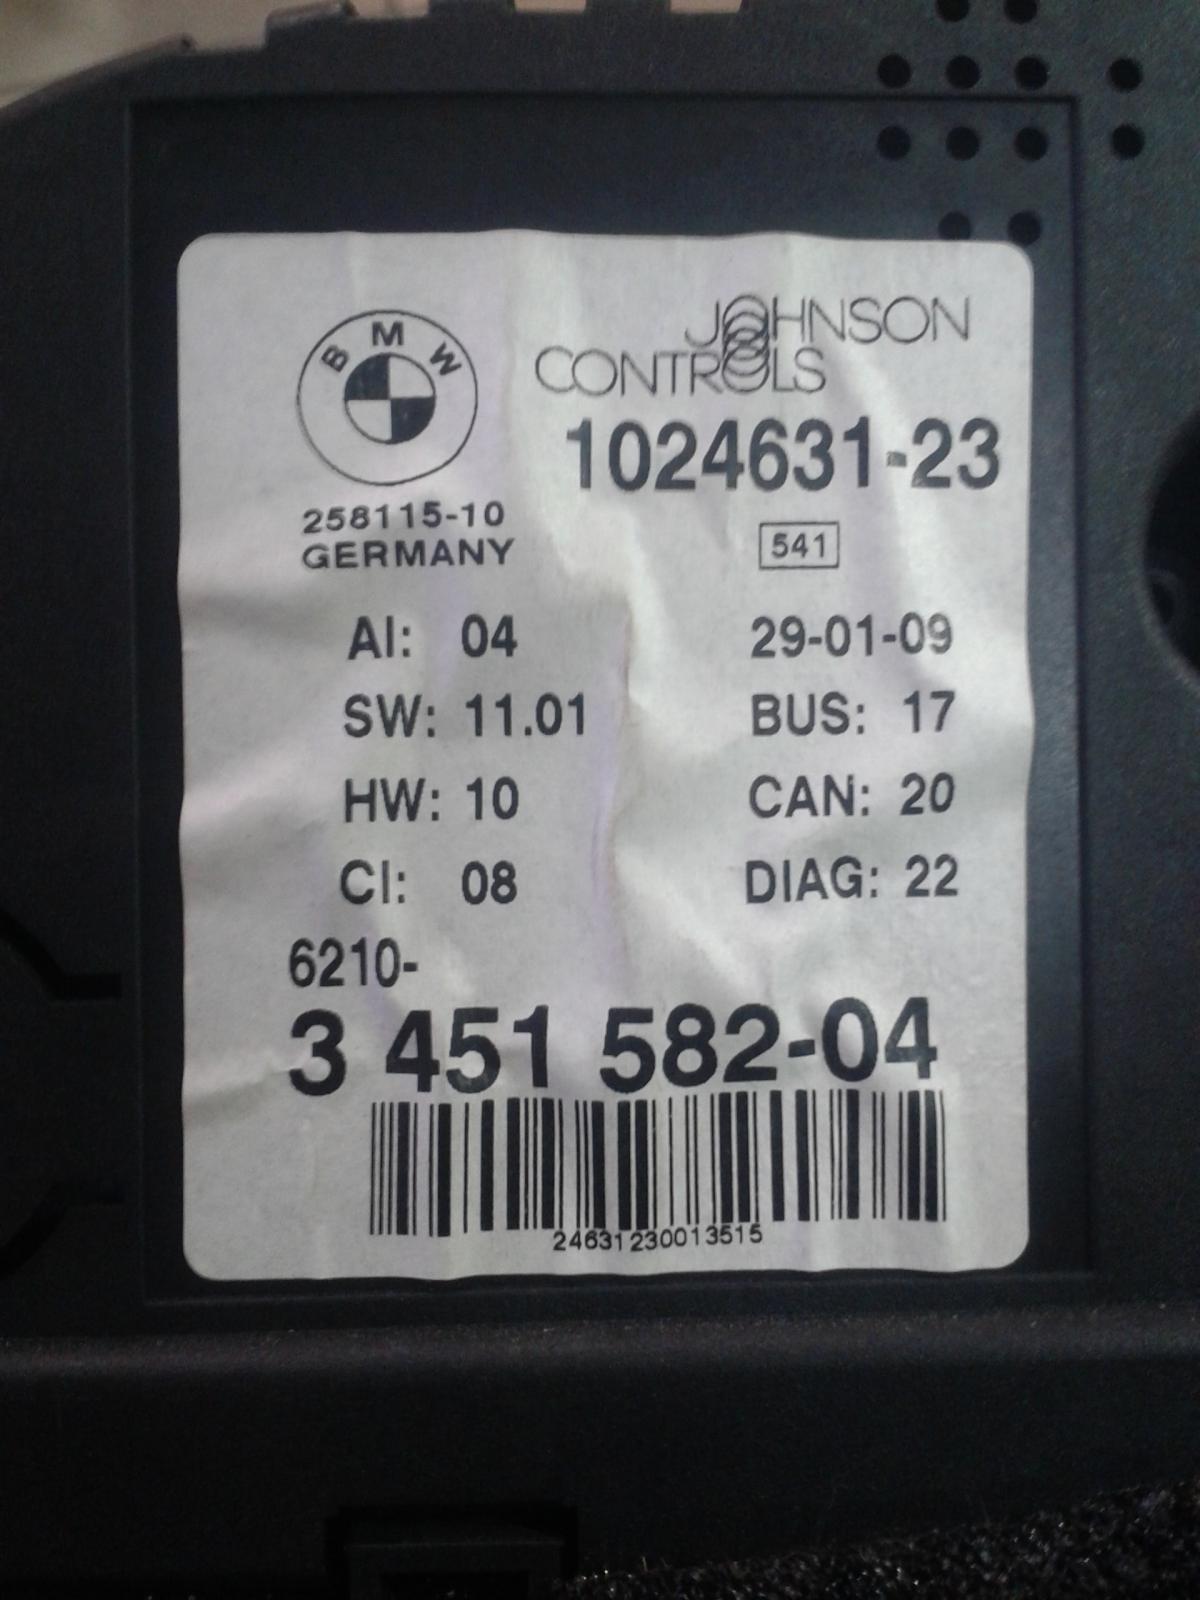 BMW
JOHNSON
CONTROLS
1024631-23
258115-10
GERMANY
541
AI: 04
29-01-09
SW: 11.01
BUS: 17
HW: 10
CAN: 20
CI: 08
DIAG: 22
6210-
3 451 582-04
24631230013515